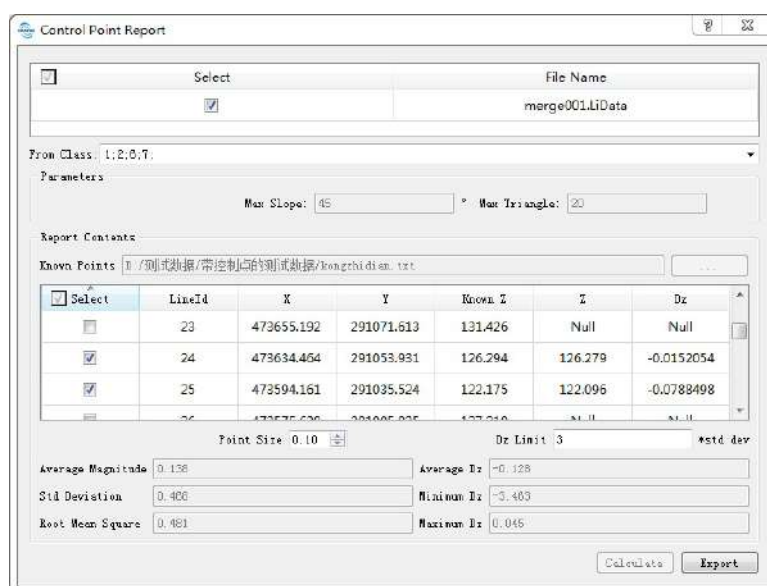 Control Point Report
Select File Name
merge001.LiData
From Class: 1;2;6;7;
Parameters
Max Slope: 45 ° Max Triangle: 20
Report Contents
Known Points D:/测试数据/带控制点的测试数据/kongzhidian.txt ...
Select LineId X Y Known Z Z Dz
23 473655.192 291071.613 131.426 Null Null
24 473634.464 291053.931 126.294 126.279 -0.0152054
25 473594.161 291035.524 122.175 122.096 -0.0788498
Point Size 0.10 Dz Limit 3 *std dev
Average Magnitude 0.138 Average Dz -0.128
Std Deviation 0.466 Minimum Dz -3.463
Root Mean Square 0.481 Maximum Dz 0.045
Calculate Export